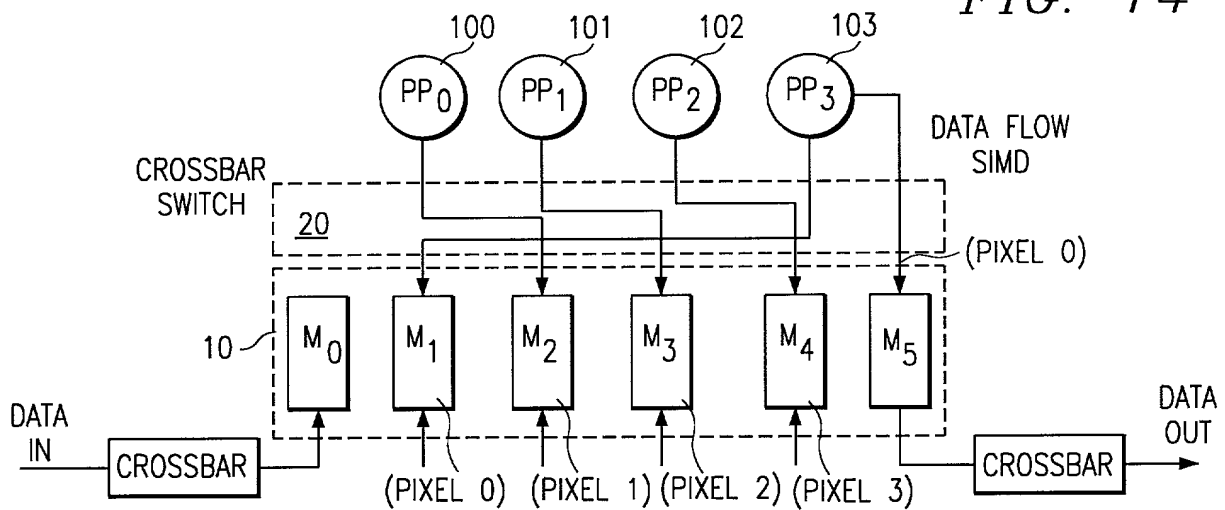 FIG. 14
100 101 102 103
PP0 PP1 PP2 PP3
DATA FLOW
SIMD
CROSSBAR
SWITCH
20
(PIXEL 0)
10
M0 M1 M2 M3 M4 M5
DATA
IN
DATA
OUT
CROSSBAR
CROSSBAR
(PIXEL 0) (PIXEL 1) (PIXEL 2) (PIXEL 3)